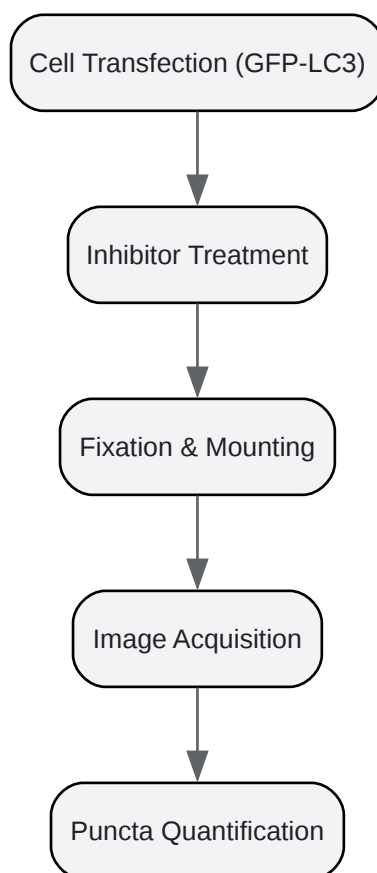 Cell Transfection (GFP-LC3)
Inhibitor Treatment
Fixation & Mounting
Image Acquisition
Puncta Quantification